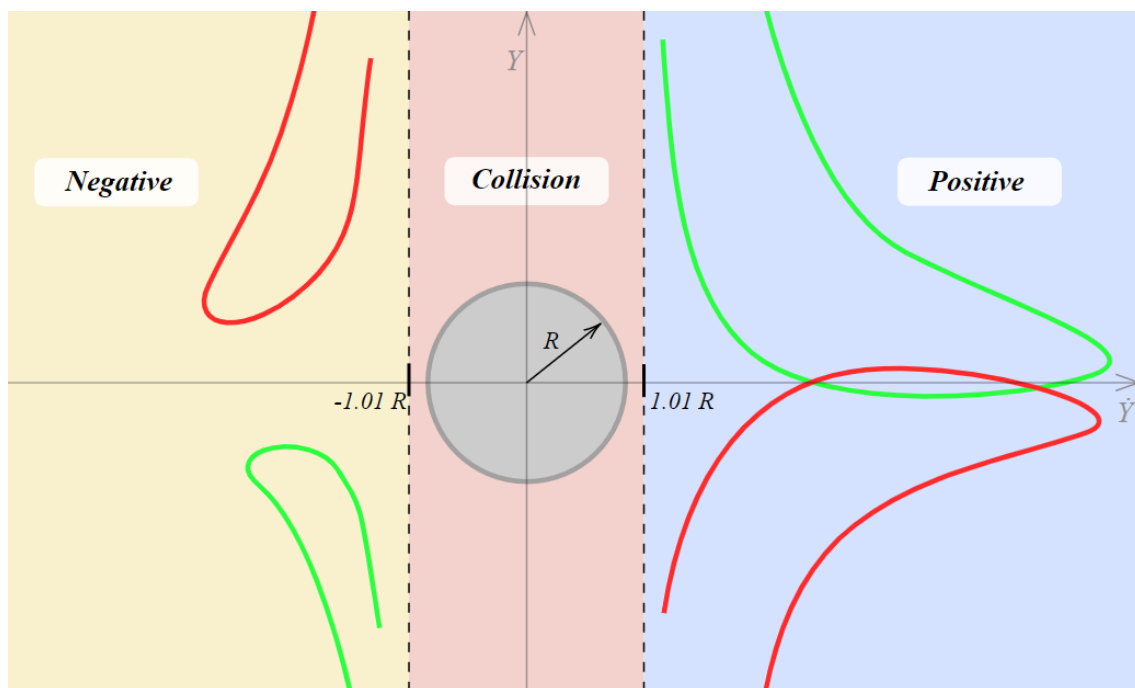 Y
Negative
Collision
Positive
R
-1.01 R
1.01 R
Ẏ